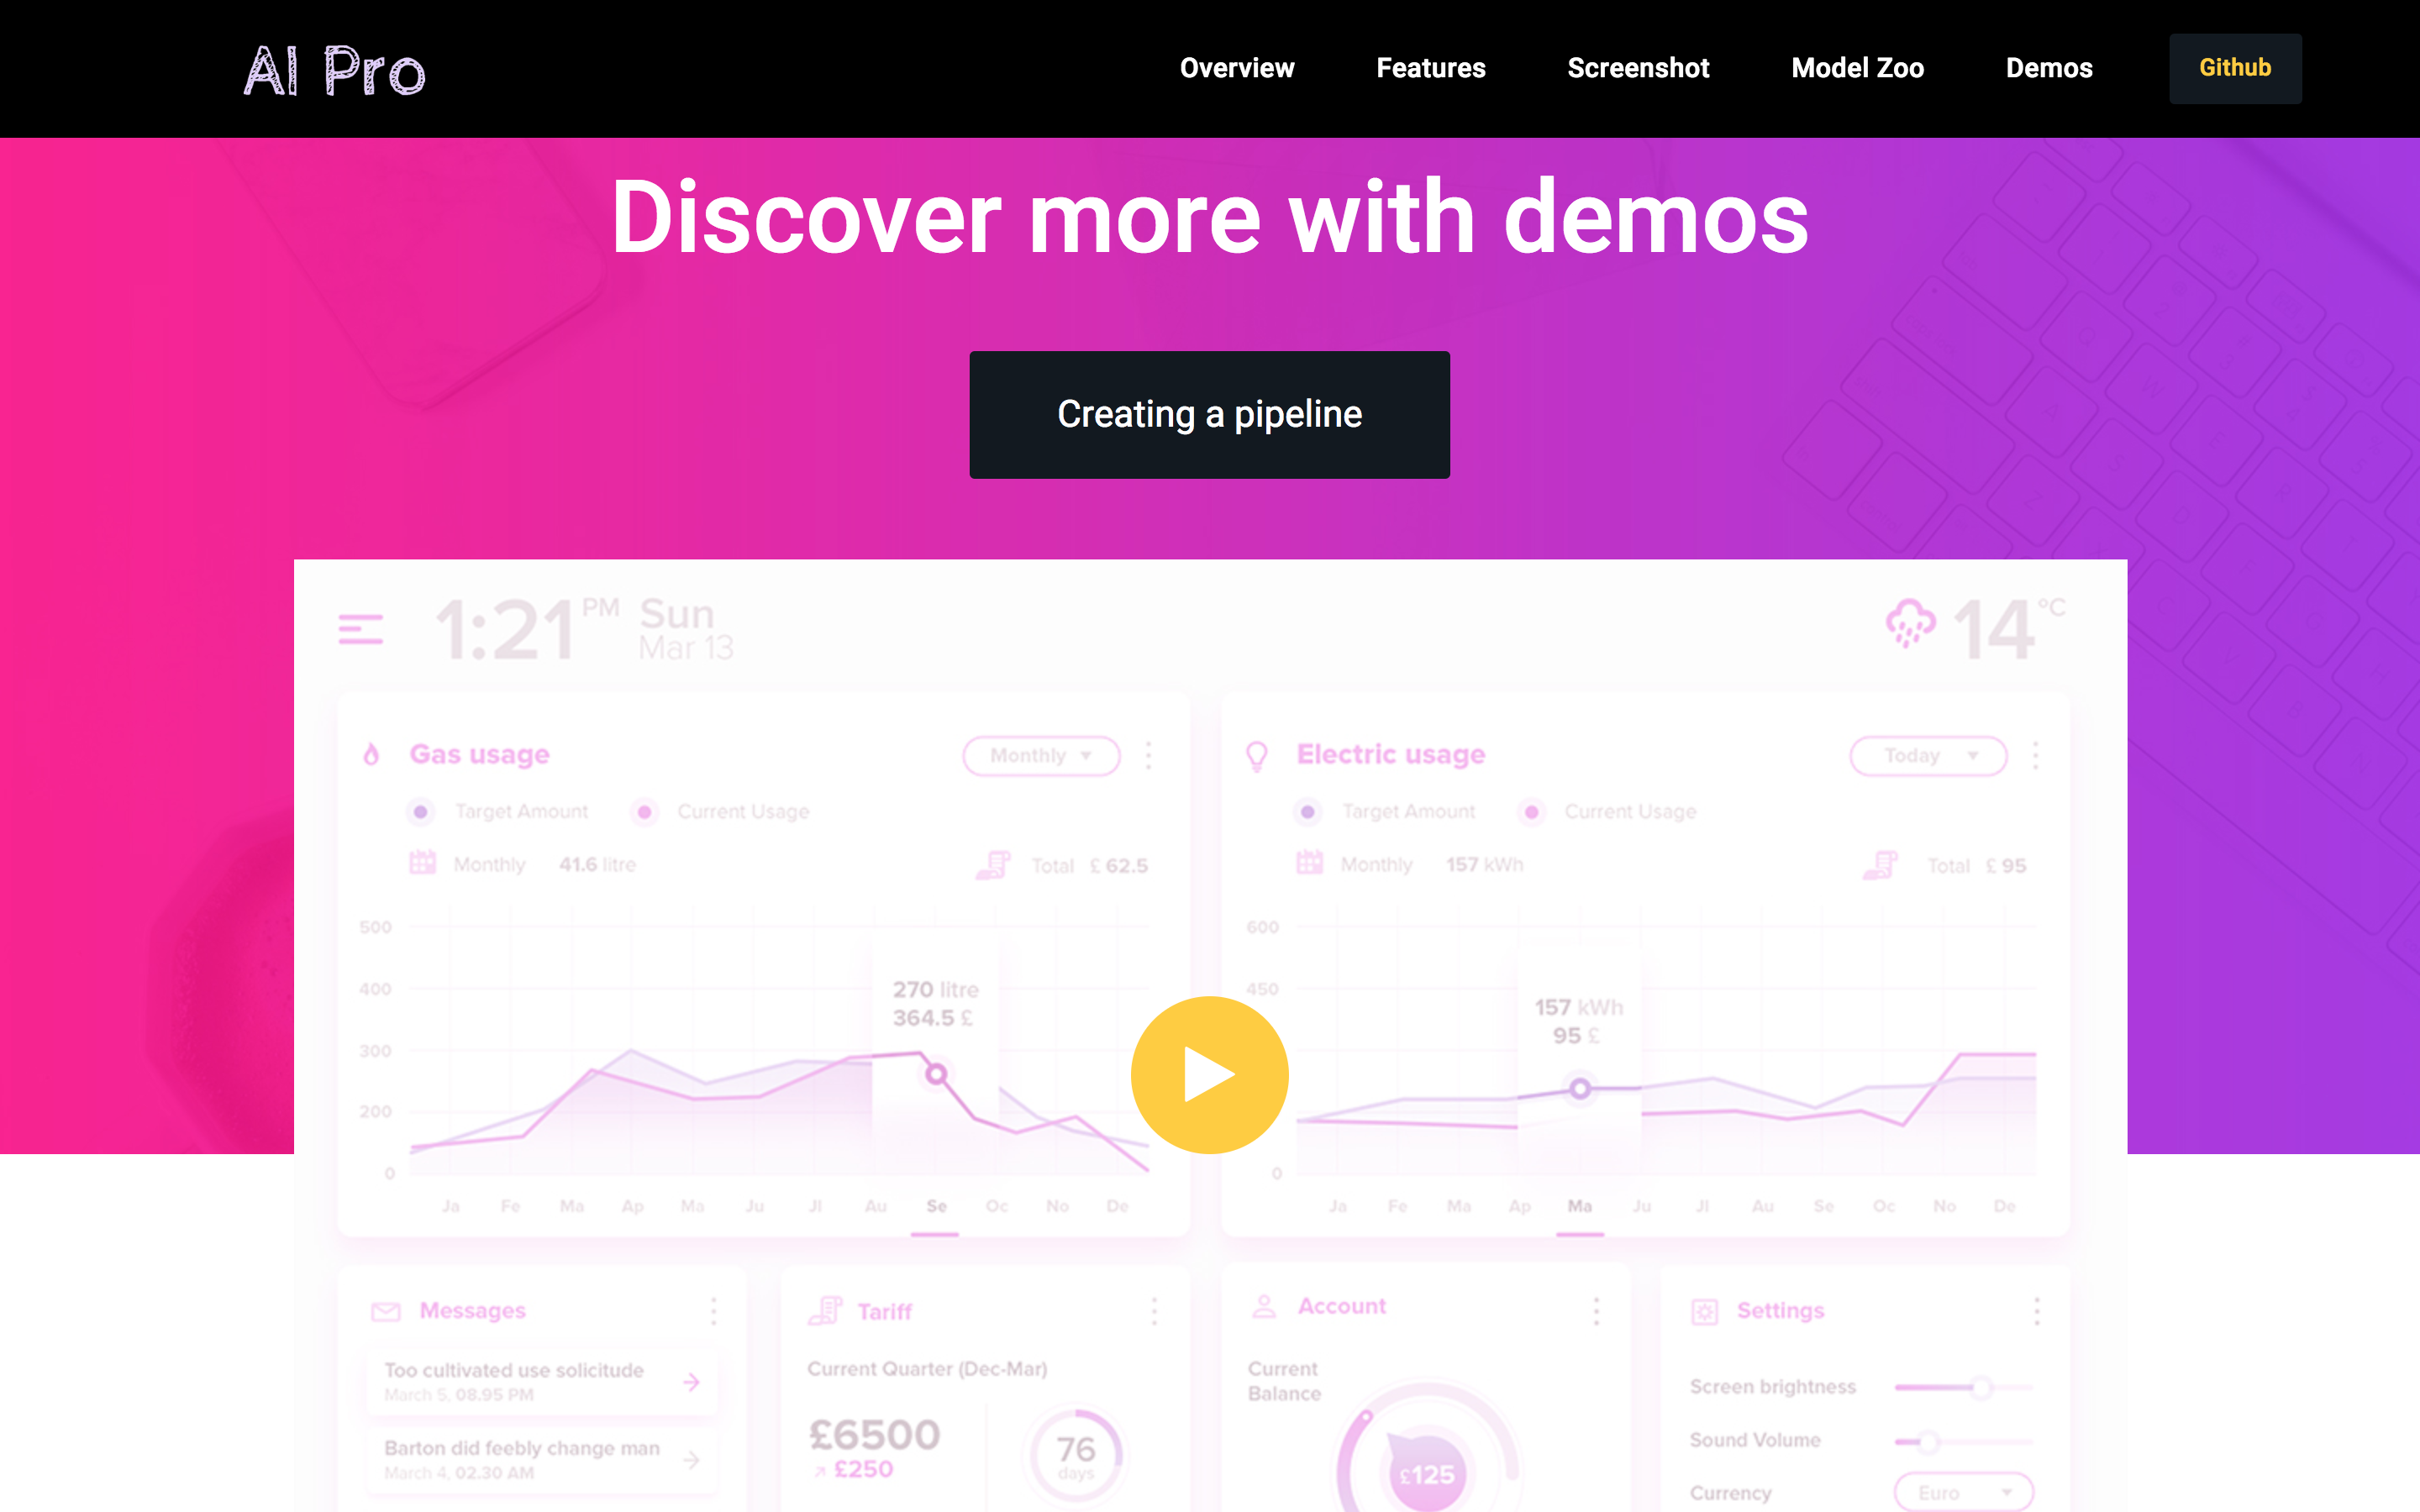 AI Pro
Overview Features Screenshot Model Zoo Demos Github
Discover more with demos
Creating a pipeline
1:21 PM Sun
Mar 13
14 °C
Gas usage
Monthly
Target Amount Current Usage
Monthly 41.6 litre
Total £ 62.5
500
400
300
200
0
270 litre
364.5 £
Ja Fe Ma Ap Ma Ju Jl Au Se Oc No De
Electric usage
Today
Target Amount Current Usage
Monthly 157 kWh
Total £ 95
600
450
0
157 kWh
95 £
Ja Fe Ma Ap Ma Ju Jl Au Se Oc No De
Messages
Too cultivated use solicitude
March 5, 08.95 PM
Barton did feebly change man
March 4, 02.30 AM
Tariff
Current Quarter (Dec-Mar)
£6500
£250
76
days
Account
Current
Balance
£125
Settings
Screen brightness
Sound Volume
Currency Euro